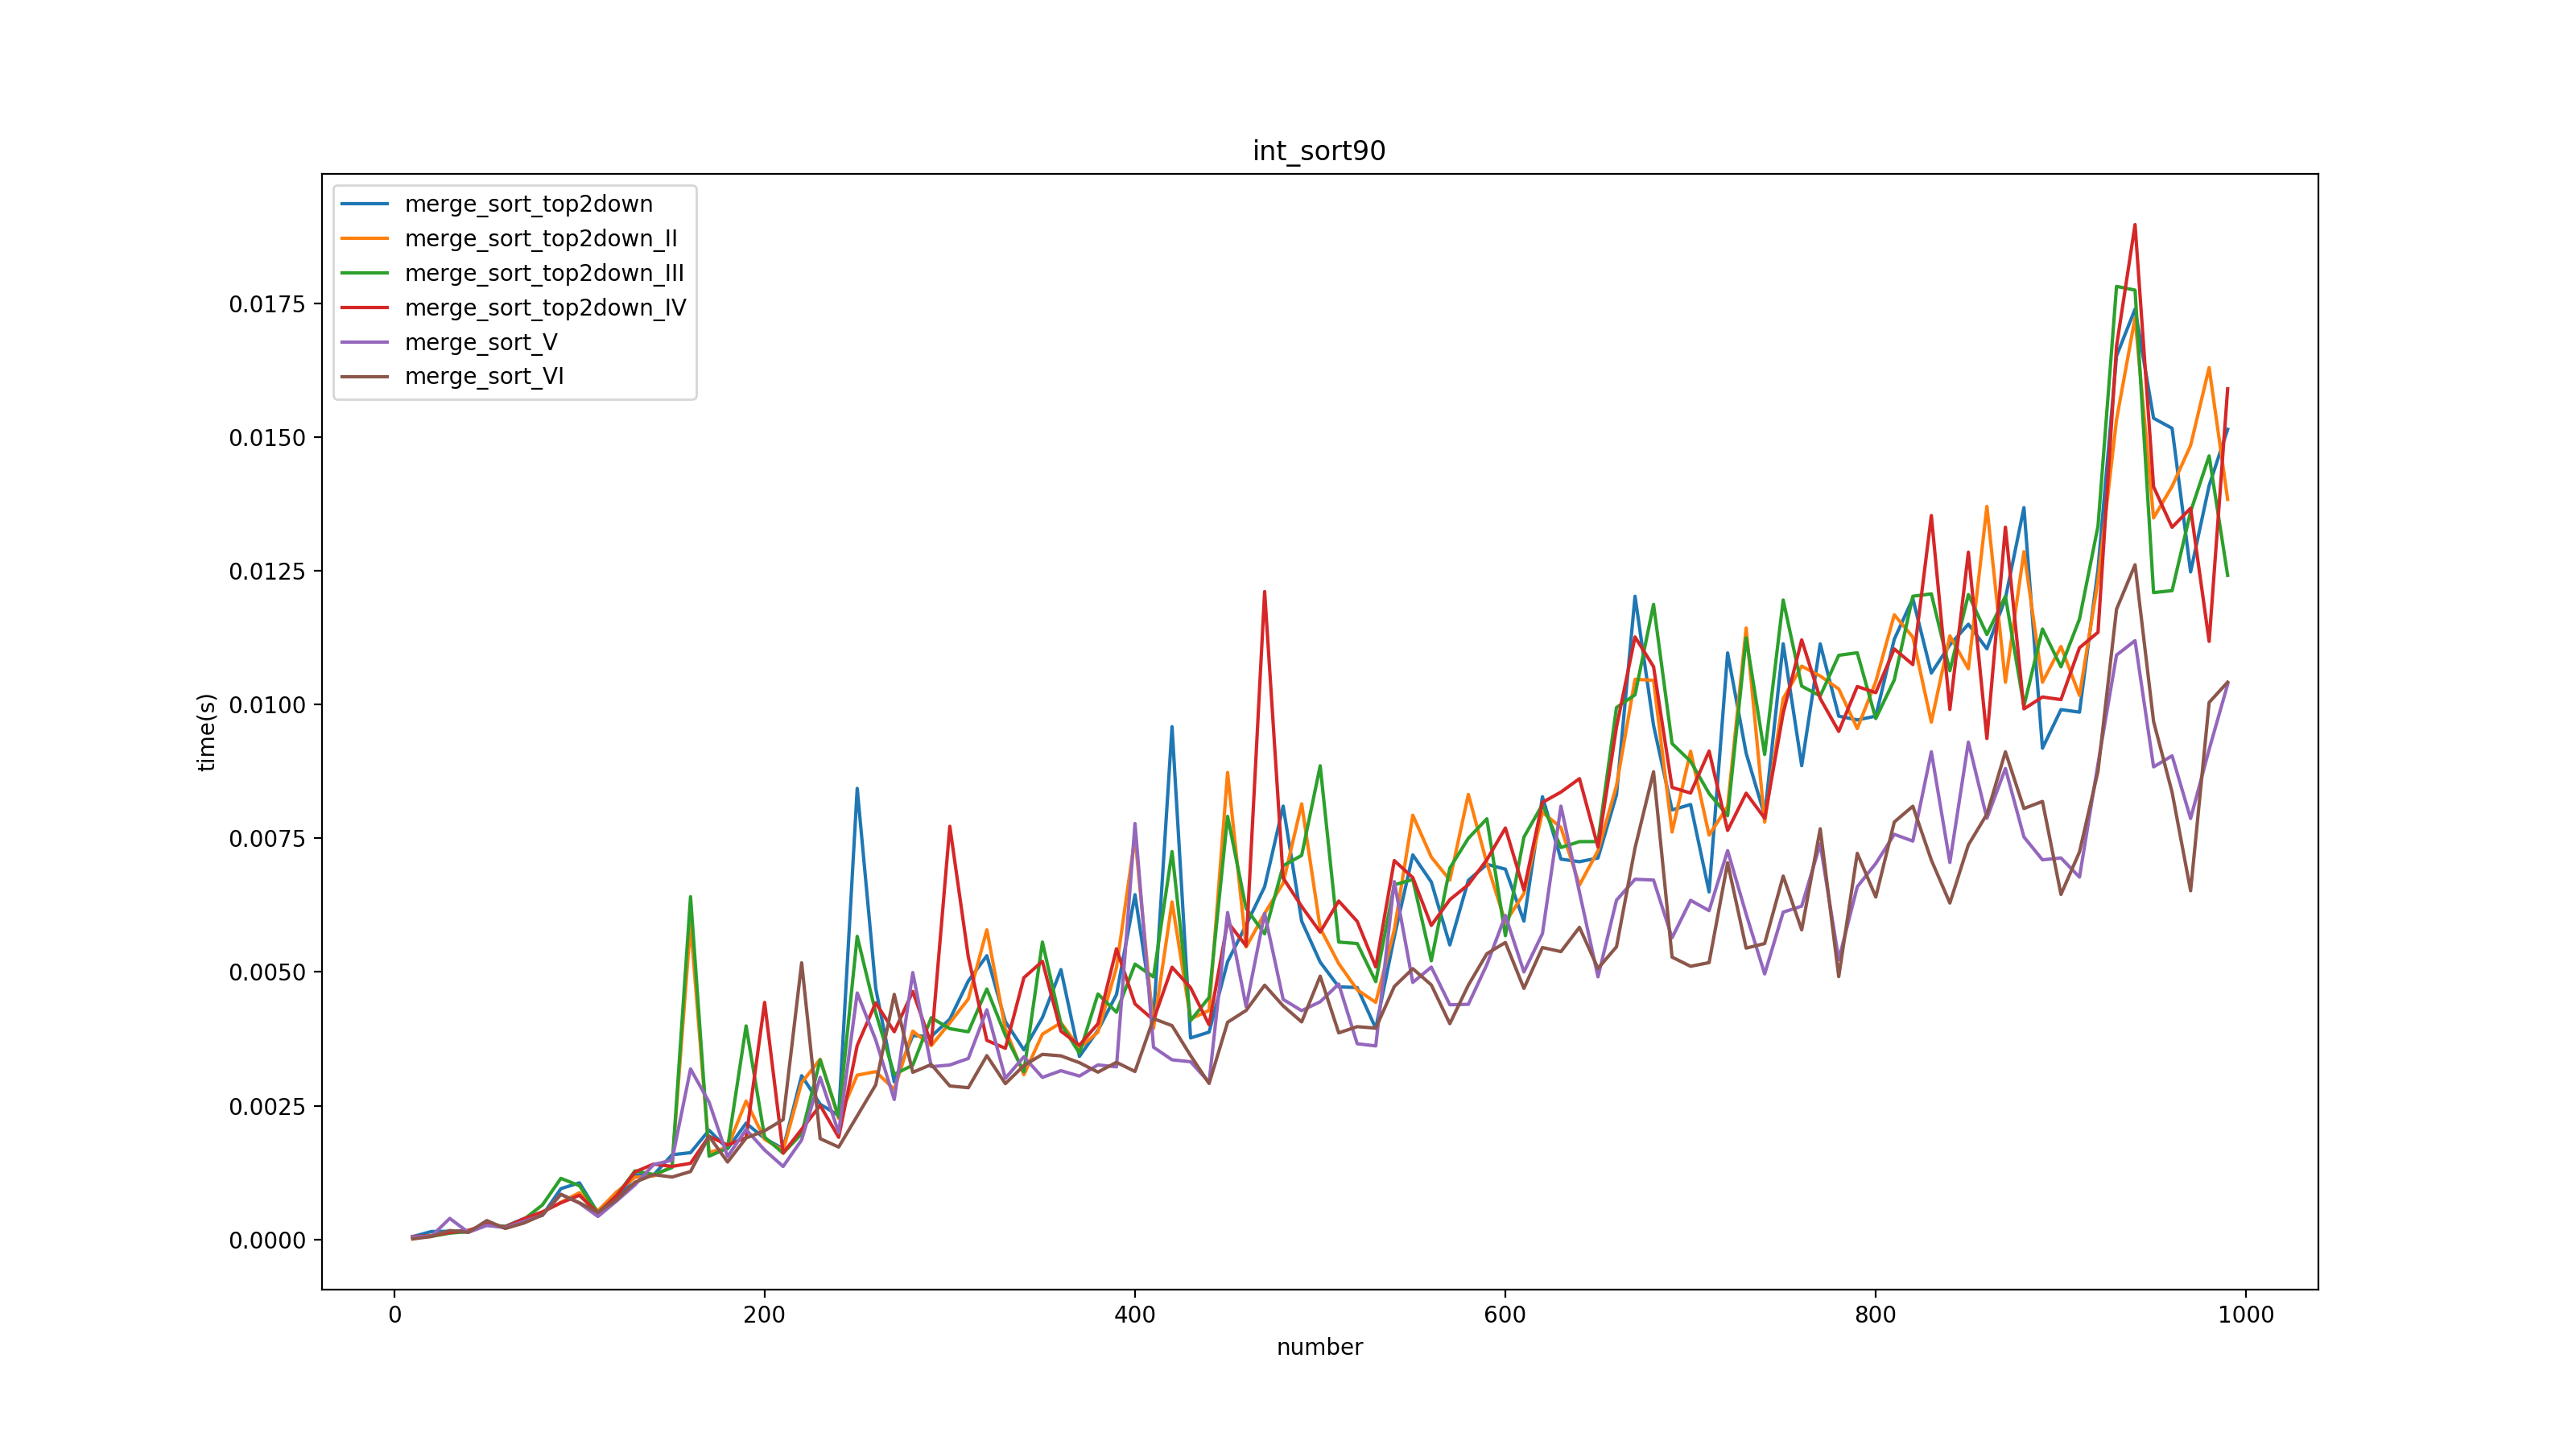 int_sort90
merge_sort_top2down
merge_sort_top2down_II
merge_sort_top2down_III
merge_sort_top2down_IV
merge_sort_V
merge_sort_VI
time(s)
0.0175
0.0150
0.0125
0.0100
0.0075
0.0050
0.0025
0.0000
0 200 400 600 800 1000
number